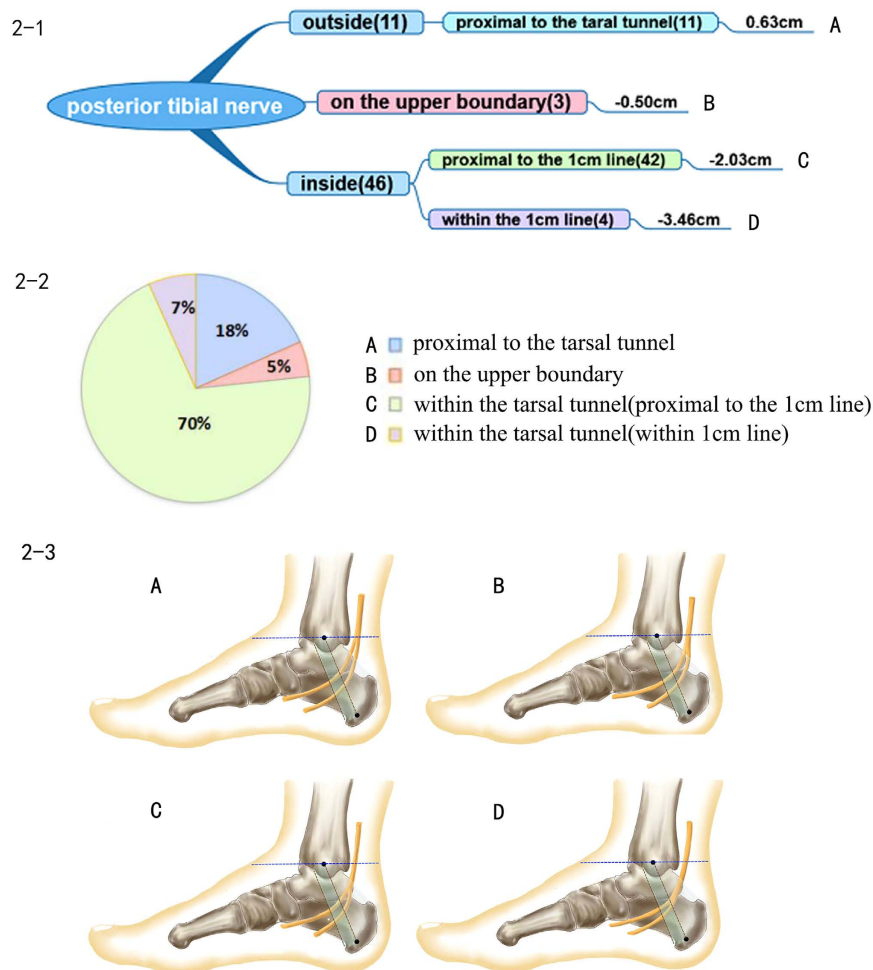 2-1
outside(11)
proximal to the taral tunnel(11)
0.63cm
A
posterior tibial nerve
on the upper boundary(3)
-0.50cm
B
inside(46)
proximal to the 1cm line(42)
-2.03cm
C
within the 1cm line(4)
-3.46cm
D
2-2
7%
18%
5%
70%
A proximal to the tarsal tunnel
B on the upper boundary
C within the tarsal tunnel(proximal to the 1cm line)
D within the tarsal tunnel(within 1cm line)
2-3
A
B
C
D